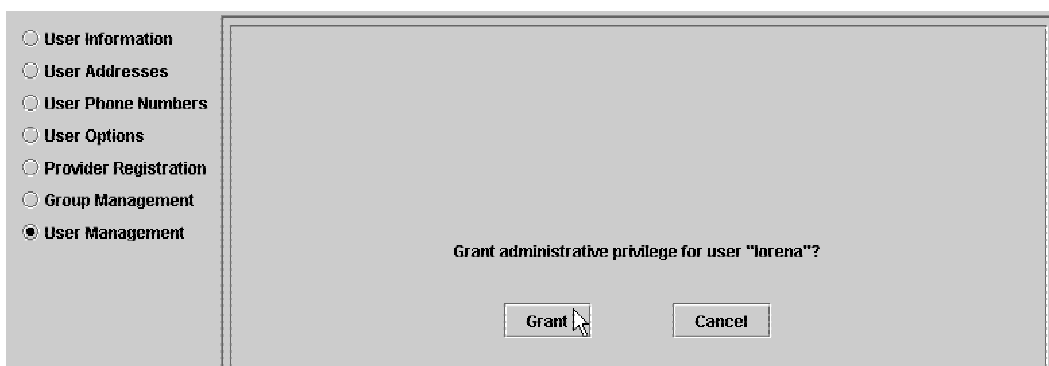 User Information
User Addresses
User Phone Numbers
User Options
Provider Registration
Group Management
User Management
Grant administrative privilege for user "lorena"?
Grant
Cancel